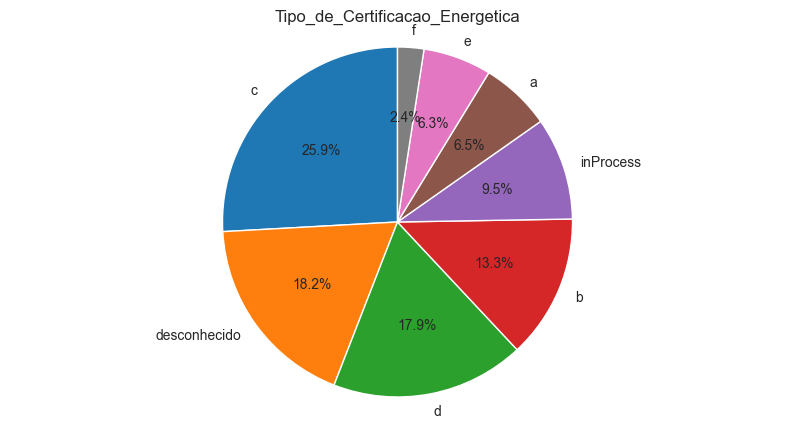 Tipo_de_Certificacao_Energetica
f
e
a
c
2.4%
6.3%
6.5%
25.9%
inProcess
9.5%
13.3%
18.2%
b
17.9%
desconhecido
d